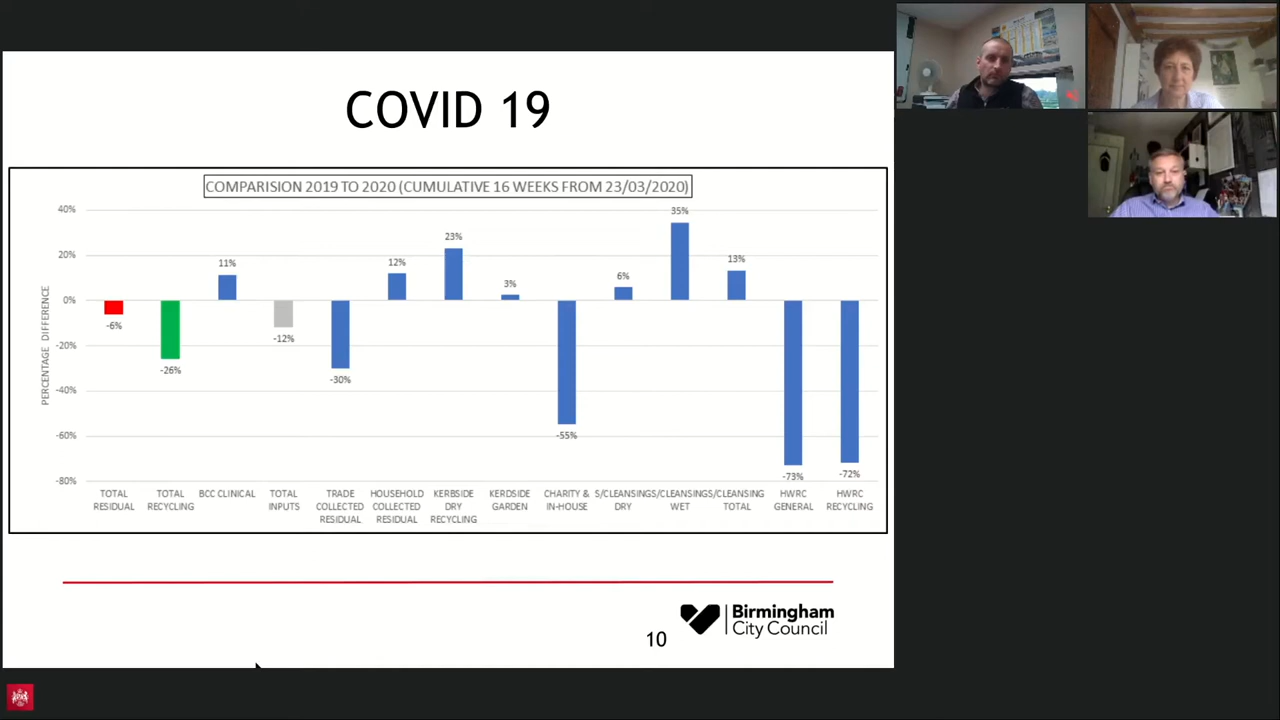 COVID 19
COMPARISION 2019 TO 2020 (CUMULATIVE 16 WEEKS FROM 23/03/2020)
PERCENTAGE DIFFERENCE
40%
20%
0%
-20%
-40%
-60%
-80%
-6%
-26%
11%
-12%
-30%
12%
23%
3%
-55%
6%
35%
13%
-73%
-72%
TOTAL RESIDUAL
TOTAL RECYCLING
BCC CLINICAL
TOTAL INPUTS
TRADE COLLECTED RESIDUAL
HOUSEHOLD COLLECTED RESIDUAL
KERBSIDE DRY RECYCLING
KERDSIDE GARDEN
CHARITY & IN-HOUSE
S/CLEANSING DRY
S/CLEANSING WET
S/CLEANSING TOTAL
HWRC GENERAL
HWRC RECYCLING
10
Birmingham
City Council